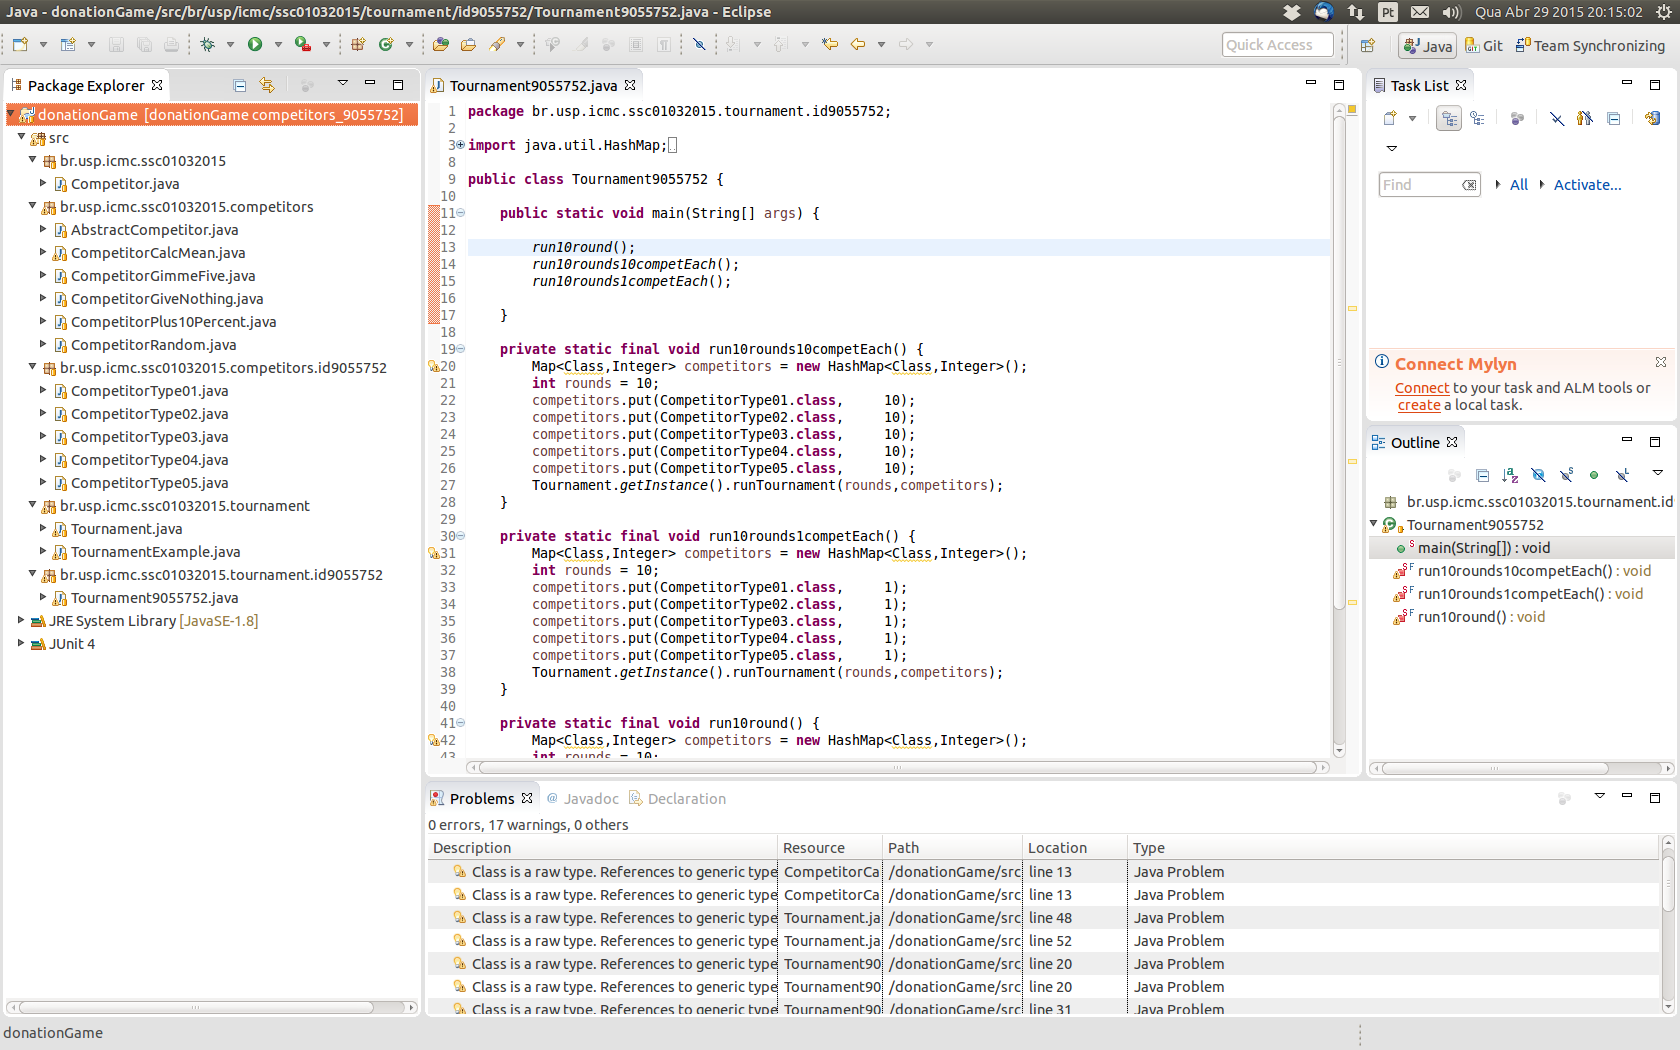 Java - donationGame/src/br/usp/icmc/ssc01032015/tournament/id9055752/Tournament9055752.java - Eclipse
Pt
Qua Abr 29 2015 20:15:02
Quick Access
Java
Git
Team Synchronizing
Package Explorer
donationGame [donationGame competitors_9055752]
src
br.usp.icmc.ssc01032015
Competitor.java
br.usp.icmc.ssc01032015.competitors
AbstractCompetitor.java
CompetitorCalcMean.java
CompetitorGimmeFive.java
CompetitorGiveNothing.java
CompetitorPlus10Percent.java
CompetitorRandom.java
br.usp.icmc.ssc01032015.competitors.id9055752
CompetitorType01.java
CompetitorType02.java
CompetitorType03.java
CompetitorType04.java
CompetitorType05.java
br.usp.icmc.ssc01032015.tournament
Tournament.java
TournamentExample.java
br.usp.icmc.ssc01032015.tournament.id9055752
Tournament9055752.java
JRE System Library [JavaSE-1.8]
JUnit 4
Tournament9055752.java
1 package br.usp.icmc.ssc01032015.tournament.id9055752;
2
3 import java.util.HashMap;
8
9 public class Tournament9055752 {
10
11 public static void main(String[] args) {
12
13 run10round();
14 run10rounds10competEach();
15 run10rounds1competEach();
16
17 }
18
19 private static final void run10rounds10competEach() {
20 Map<Class,Integer> competitors = new HashMap<Class,Integer>();
21 int rounds = 10;
22 competitors.put(CompetitorType01.class, 10);
23 competitors.put(CompetitorType02.class, 10);
24 competitors.put(CompetitorType03.class, 10);
25 competitors.put(CompetitorType04.class, 10);
26 competitors.put(CompetitorType05.class, 10);
27 Tournament.getInstance().runTournament(rounds,competitors);
28 }
29
30 private static final void run10rounds1competEach() {
31 Map<Class,Integer> competitors = new HashMap<Class,Integer>();
32 int rounds = 10;
33 competitors.put(CompetitorType01.class, 1);
34 competitors.put(CompetitorType02.class, 1);
35 competitors.put(CompetitorType03.class, 1);
36 competitors.put(CompetitorType04.class, 1);
37 competitors.put(CompetitorType05.class, 1);
38 Tournament.getInstance().runTournament(rounds,competitors);
39 }
40
41 private static final void run10round() {
42 Map<Class,Integer> competitors = new HashMap<Class,Integer>();
43 int rounds = 10;
Task List
Find
All
Activate...
Connect Mylyn
Connect to your task and ALM tools or
create a local task.
Outline
br.usp.icmc.ssc01032015.tournament.id
Tournament9055752
main(String[]) : void
run10rounds10competEach() : void
run10rounds1competEach() : void
run10round() : void
Problems
@ Javadoc
Declaration
0 errors, 17 warnings, 0 others
Description Resource Path Location Type
Class is a raw type. References to generic type CompetitorCa /donationGame/src line 13 Java Problem
Class is a raw type. References to generic type CompetitorCa /donationGame/src line 13 Java Problem
Class is a raw type. References to generic type Tournament.ja /donationGame/src line 48 Java Problem
Class is a raw type. References to generic type Tournament.ja /donationGame/src line 52 Java Problem
Class is a raw type. References to generic type Tournament90 /donationGame/src line 20 Java Problem
Class is a raw type. References to generic type Tournament90 /donationGame/src line 20 Java Problem
Class is a raw type. References to generic type Tournament90 /donationGame/src line 31 Java Problem
donationGame